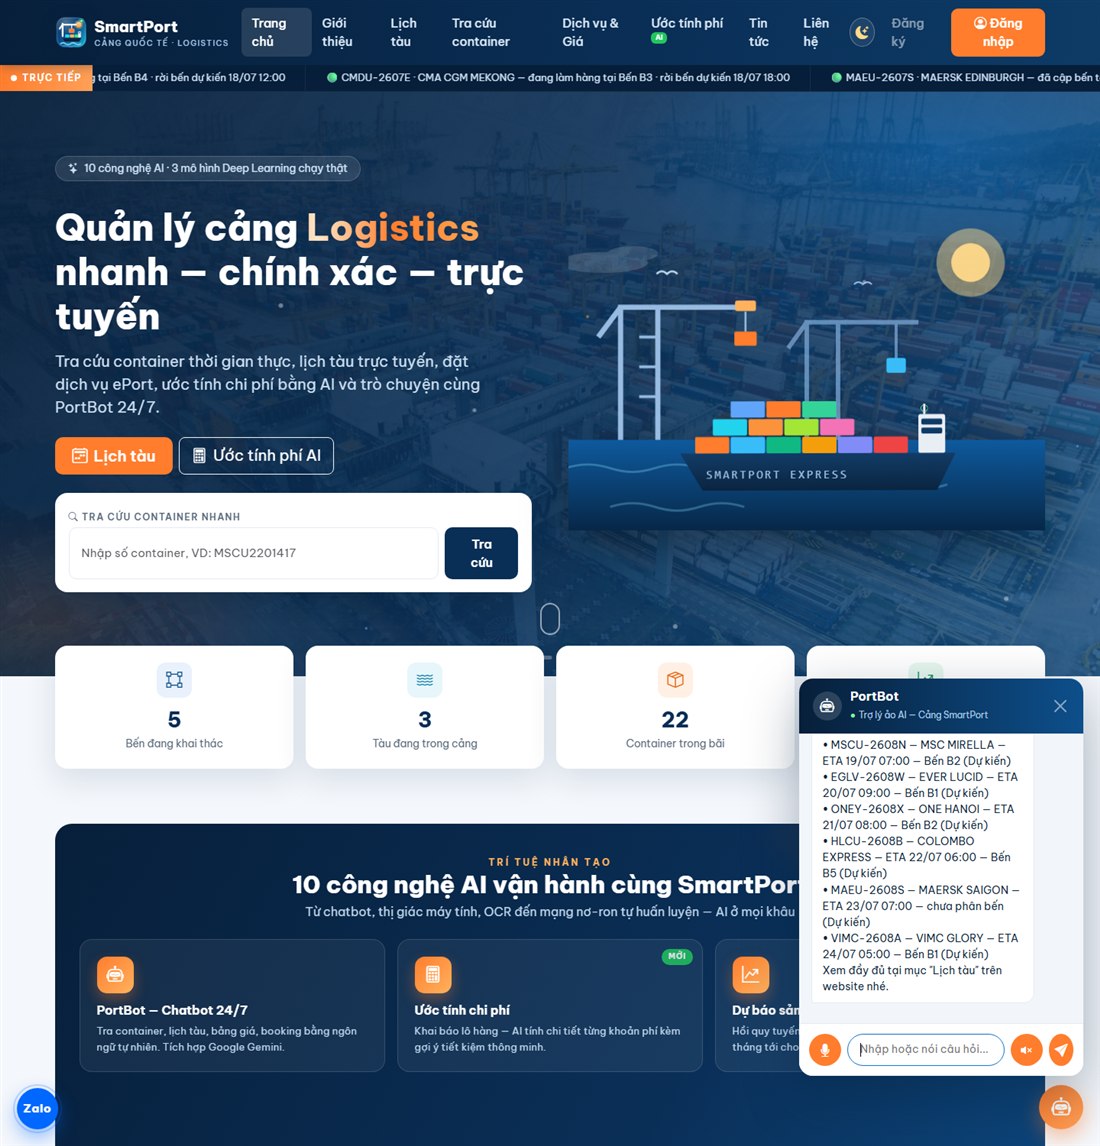 SmartPort
CẢNG QUỐC TẾ · LOGISTICS
Trang chủ
Giới thiệu
Lịch tàu
Tra cứu container
Dịch vụ & Giá
Ước tính phí AI
Tin tức
Liên hệ
Đăng ký
Đăng nhập
TRỰC TIẾP
tại Bến B4 · rời bến dự kiến 18/07 12:00
CMDU-2607E · CMA CGM MEKONG — đang làm hàng tại Bến B3 · rời bến dự kiến 18/07 18:00
MAEU-2607S · MAERSK EDINBURGH — đã cập bến
10 công nghệ AI · 3 mô hình Deep Learning chạy thật
Quản lý cảng Logistics
nhanh — chính xác — trực
tuyến
Tra cứu container thời gian thực, lịch tàu trực tuyến, đặt
dịch vụ ePort, ước tính chi phí bằng AI và trò chuyện cùng
PortBot 24/7.
Lịch tàu
Ước tính phí AI
TRA CỨU CONTAINER NHANH
Nhập số container, VD: MSCU2201417
Tra cứu
SMARTPORT EXPRESS
5
Bến đang khai thác
3
Tàu đang trong cảng
22
Container trong bãi
TRÍ TUỆ NHÂN TẠO
10 công nghệ AI vận hành cùng SmartPort
Từ chatbot, thị giác máy tính, OCR đến mạng nơ-ron tự huấn luyện — AI ở mọi khâu
PortBot — Chatbot 24/7
Tra container, lịch tàu, bảng giá, booking bằng ngôn
ngữ tự nhiên. Tích hợp Google Gemini.
MỚI
Ước tính chi phí
Khai báo lô hàng — AI tính chi tiết từng khoản phí kèm
gợi ý tiết kiệm thông minh.
Dự báo sản
Hồi quy tuyến
tháng tới cho
PortBot
Trợ lý ảo AI — Cảng SmartPort
• MSCU-2608N — MSC MIRELLA —
ETA 19/07 07:00 — Bến B2 (Dự kiến)
• EGLV-2608W — EVER LUCID — ETA
20/07 09:00 — Bến B1 (Dự kiến)
• ONEY-2608X — ONE HANOI — ETA
21/07 08:00 — Bến B2 (Dự kiến)
• HLCU-2608B — COLOMBO
EXPRESS — ETA 22/07 06:00 — Bến
B5 (Dự kiến)
• MAEU-2608S — MAERSK SAIGON —
ETA 23/07 07:00 — chưa phân bến
(Dự kiến)
• VIMC-2608A — VIMC GLORY — ETA
24/07 05:00 — Bến B1 (Dự kiến)
Xem đầy đủ tại mục "Lịch tàu" trên
website nhé.
Nhập hoặc nói câu hỏi...
Zalo